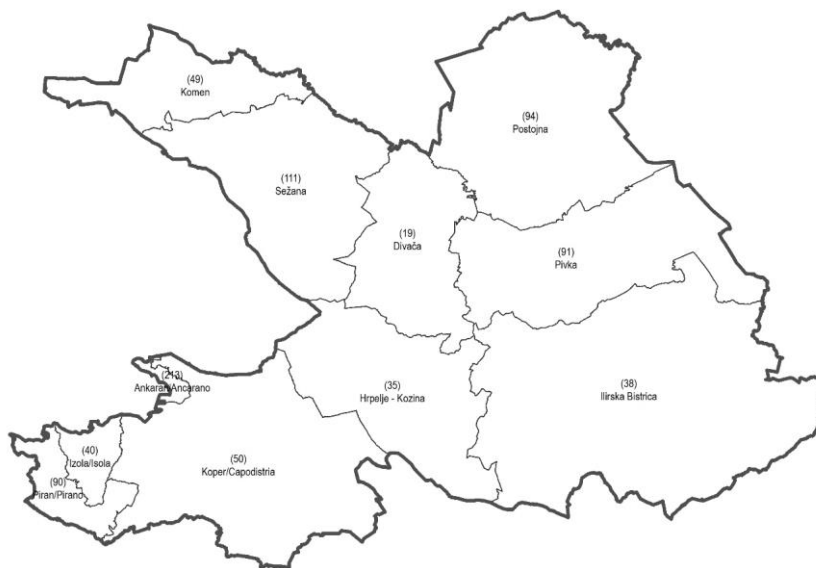 (49)
Komen
(94)
Postojna
(111)
Sežana
(19)
Divača
(91)
Pivka
(213)
Ankaran/Ancarano
(35)
Hrpelje - Kozina
(38)
Ilirska Bistrica
(40)
Izola/Isola
(50)
Koper/Capodistria
(90)
Piran/Pirano